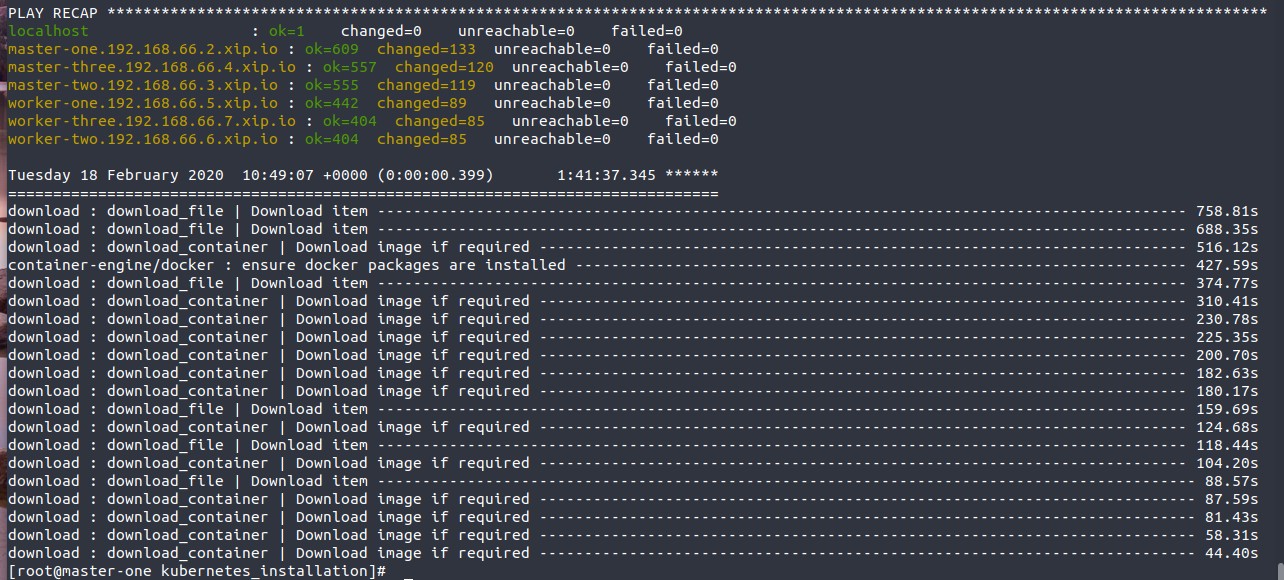 PLAY RECAP *********************************************************************************************************************************
localhost                  : ok=1    changed=0    unreachable=0    failed=0
master-one.192.168.66.2.xip.io : ok=609  changed=133  unreachable=0    failed=0
master-three.192.168.66.4.xip.io : ok=557  changed=120  unreachable=0    failed=0
master-two.192.168.66.3.xip.io : ok=555  changed=119  unreachable=0    failed=0
worker-one.192.168.66.5.xip.io : ok=442  changed=89   unreachable=0    failed=0
worker-three.192.168.66.7.xip.io : ok=404  changed=85   unreachable=0    failed=0
worker-two.192.168.66.6.xip.io : ok=404  changed=85   unreachable=0    failed=0
Tuesday 18 February 2020  10:49:07 +0000 (0:00:00.399)       1:41:37.345 ******
===============================================================================
download : download_file | Download item ------------------------------------------------------------------------------------------ 758.81s
download : download_file | Download item ------------------------------------------------------------------------------------------ 688.35s
download : download_container | Download image if required ------------------------------------------------------------------------ 516.12s
container-engine/docker : ensure docker packages are installed -------------------------------------------------------------------- 427.59s
download : download_file | Download item ------------------------------------------------------------------------------------------ 374.77s
download : download_container | Download image if required ------------------------------------------------------------------------ 310.41s
download : download_container | Download image if required ------------------------------------------------------------------------ 230.78s
download : download_container | Download image if required ------------------------------------------------------------------------ 225.35s
download : download_container | Download image if required ------------------------------------------------------------------------ 200.70s
download : download_container | Download image if required ------------------------------------------------------------------------ 182.63s
download : download_container | Download image if required ------------------------------------------------------------------------ 180.17s
download : download_file | Download item ------------------------------------------------------------------------------------------ 159.69s
download : download_container | Download image if required ------------------------------------------------------------------------ 124.68s
download : download_file | Download item ------------------------------------------------------------------------------------------ 118.44s
download : download_container | Download image if required ------------------------------------------------------------------------ 104.20s
download : download_file | Download item ------------------------------------------------------------------------------------------- 88.57s
download : download_container | Download image if required ------------------------------------------------------------------------- 87.59s
download : download_container | Download image if required ------------------------------------------------------------------------- 81.43s
download : download_container | Download image if required ------------------------------------------------------------------------- 58.31s
download : download_container | Download image if required ------------------------------------------------------------------------- 44.40s
[root@master-one kubernetes_installation]#